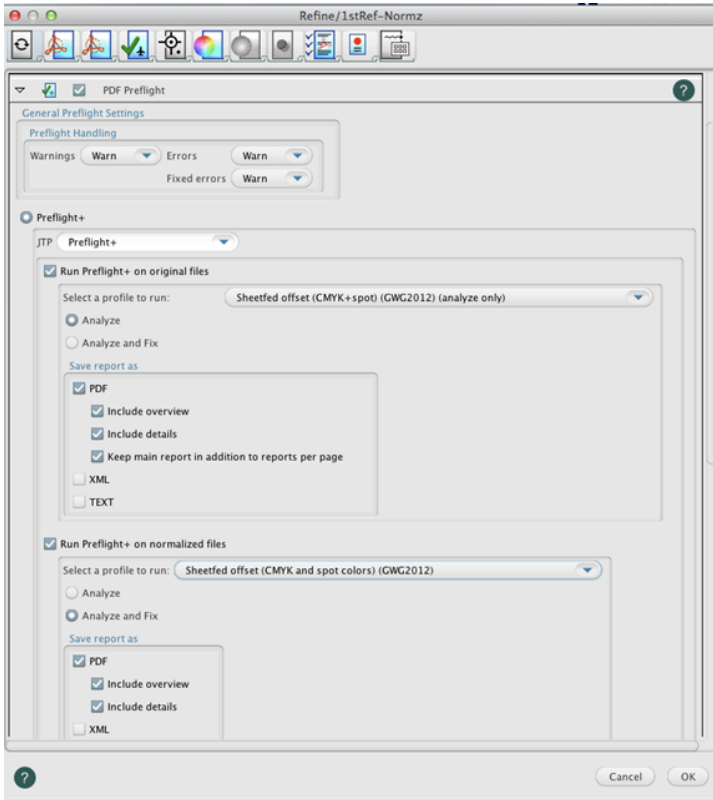 Refine/1stRef-Normz
PDF Preflight
?
General Preflight Settings
Preflight Handling
Warnings Warn Errors Warn
Fixed errors Warn
Preflight+
JTP Preflight+
Run Preflight+ on original files
Select a profile to run: Sheetfed offset (CMYK+spot) (GWG2012) (analyze only)
Analyze
Analyze and Fix
Save report as
PDF
Include overview
Include details
Keep main report in addition to reports per page
XML
TEXT
Run Preflight+ on normalized files
Select a profile to run: Sheetfed offset (CMYK and spot colors) (GWG2012)
Analyze
Analyze and Fix
Save report as
PDF
Include overview
Include details
XML
? Cancel OK